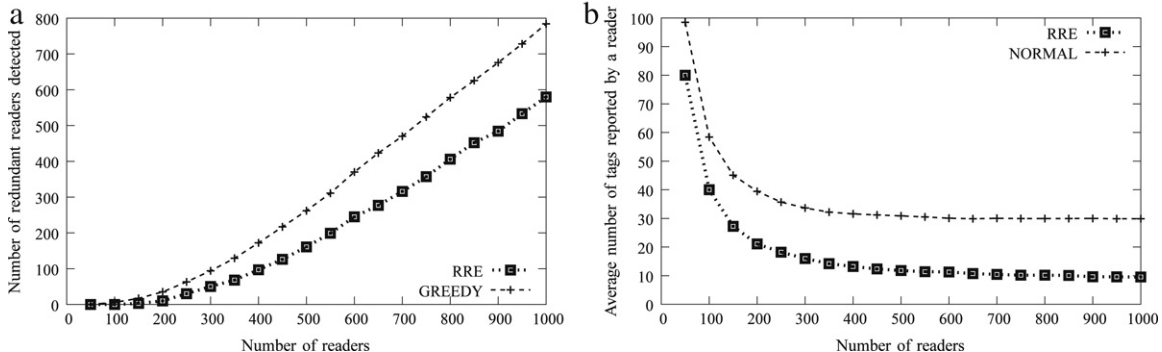 a
Number of redundant readers detected
800
700
600
500
400
300
200
100
0
RRE
GREEDY
0 100 200 300 400 500 600 700 800 900 1000
Number of readers
b
Average number of tags reported by a reader
100
90
80
70
60
50
40
30
20
10
0
RRE
NORMAL
0 100 200 300 400 500 600 700 800 900 1000
Number of readers